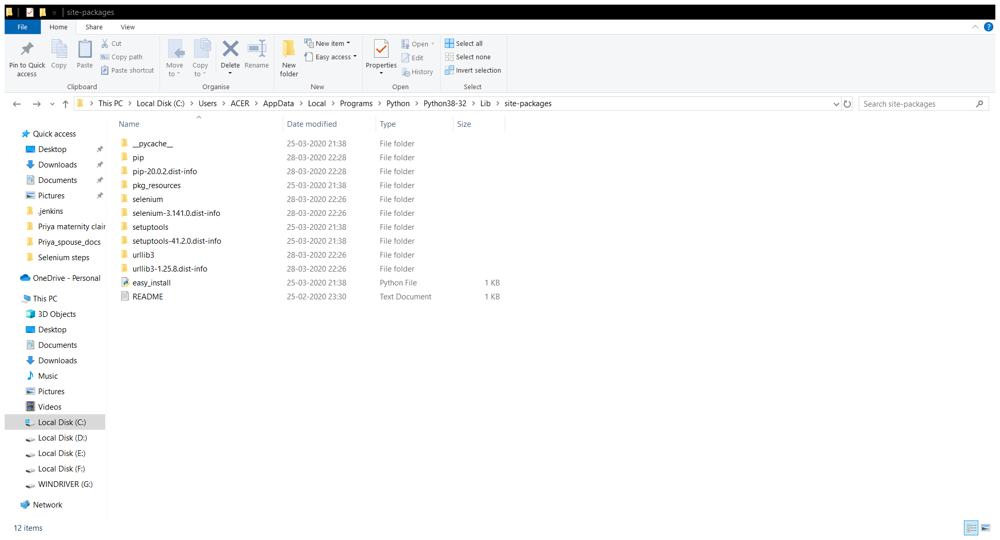 site-packages
File Home Share View
Pin to Quick access
Copy
Paste
Cut
Copy path
Paste shortcut
Clipboard
Move to
Copy to
Delete
Rename
Organise
New folder
New item
Easy access
New
Properties
Open
Edit
History
Open
Select all
Select none
Invert selection
Select
This PC > Local Disk (C:) > Users > ACER > AppData > Local > Programs > Python > Python38-32 > Lib > site-packages
Search site-packages
Name Date modified Type Size
__pycache__ 25-03-2020 21:38 File folder
pip 28-03-2020 22:28 File folder
pip-20.0.2.dist-info 28-03-2020 22:28 File folder
pkg_resources 25-03-2020 21:38 File folder
selenium 28-03-2020 22:26 File folder
selenium-3.141.0.dist-info 28-03-2020 22:26 File folder
setuptools 25-03-2020 21:38 File folder
setuptools-41.2.0.dist-info 25-03-2020 21:38 File folder
urllib3 28-03-2020 22:26 File folder
urllib3-1.25.8.dist-info 28-03-2020 22:26 File folder
easy_install 25-03-2020 21:38 Python File 1 KB
README 25-02-2020 23:30 Text Document 1 KB
Quick access
Desktop
Downloads
Documents
Pictures
.jenkins
Priya maternity clair
Priya_spouse_docs
Selenium steps
OneDrive - Personal
This PC
3D Objects
Desktop
Documents
Downloads
Music
Pictures
Videos
Local Disk (C:)
Local Disk (D:)
Local Disk (E:)
Local Disk (F:)
WINDRIVER (G:)
Network
12 items